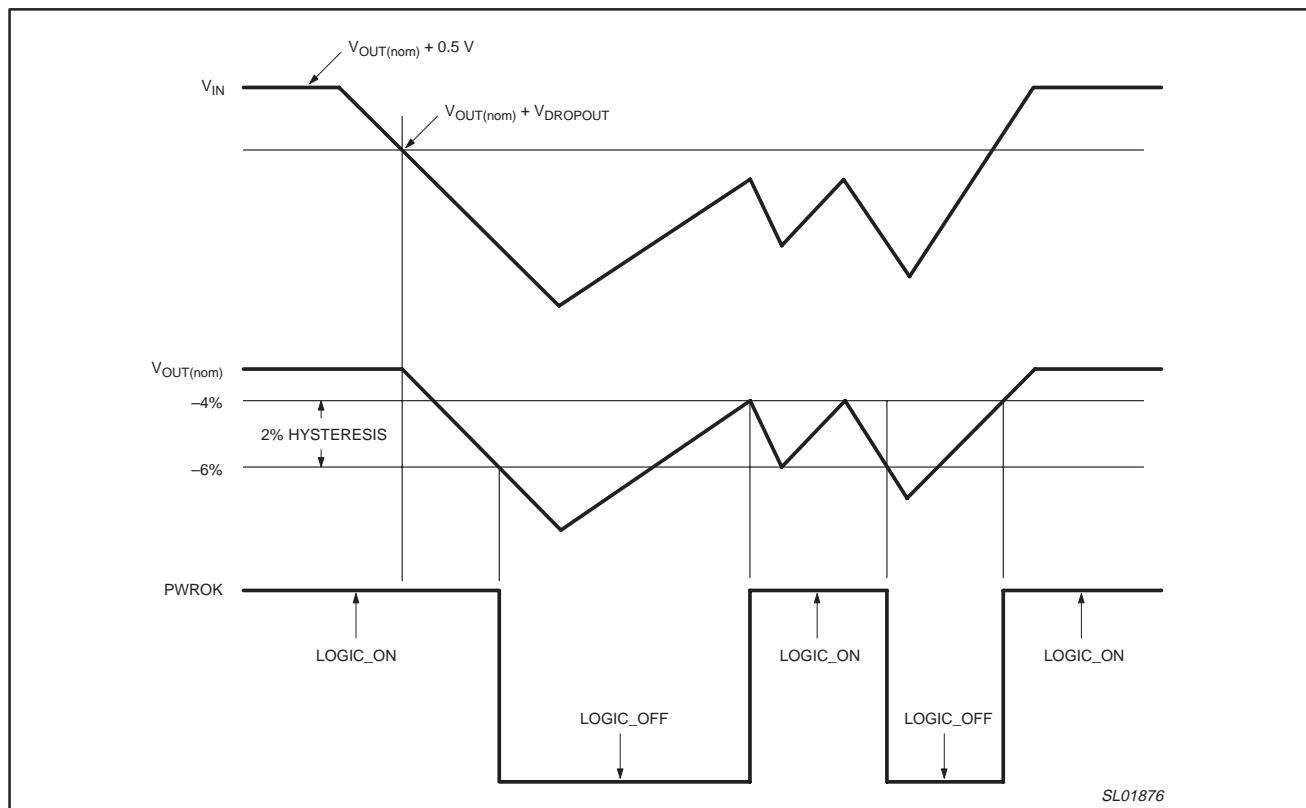 VOUT(nom) + 0.5 V
VIN
VOUT(nom) + VDROPOUT
VOUT(nom)
–4%
2% HYSTERESIS
–6%
PWROK
LOGIC_ON
LOGIC_ON
LOGIC_ON
LOGIC_OFF
LOGIC_OFF
SL01876